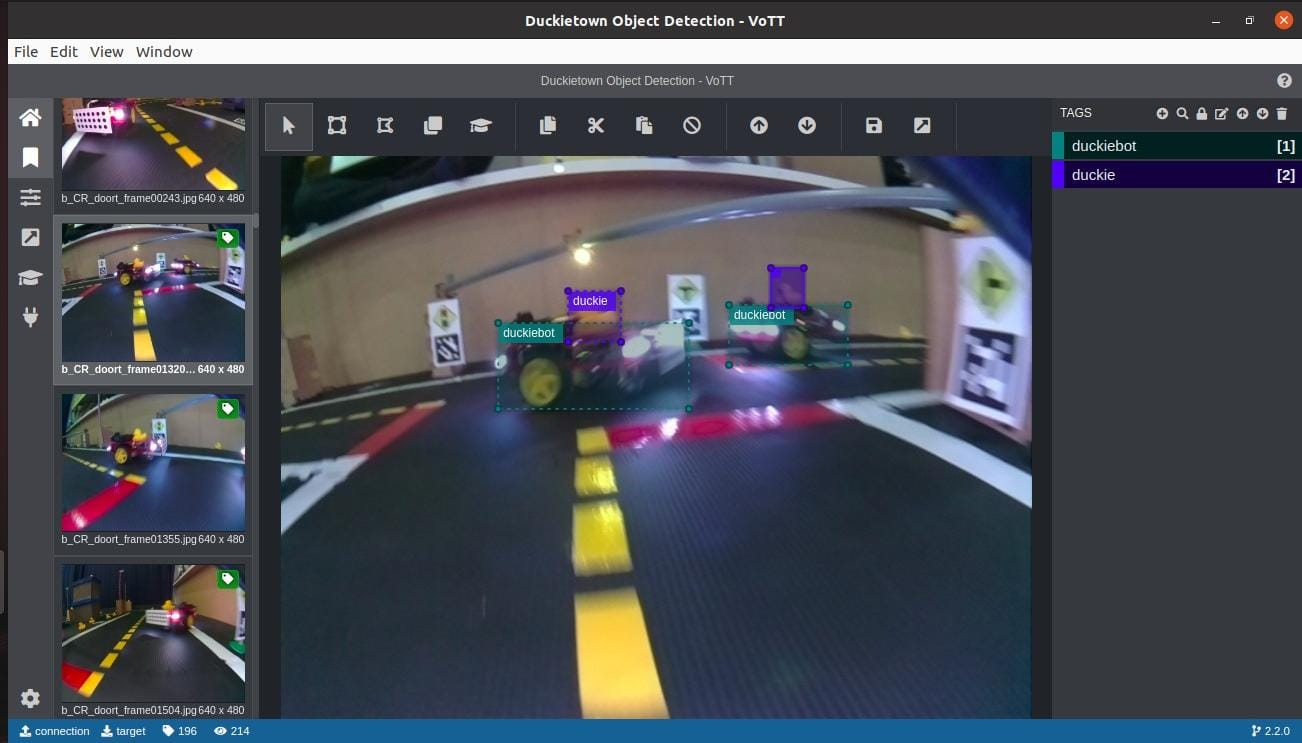 Duckietown Object Detection - VoTT
File Edit View Window
Duckietown Object Detection - VoTT
b_CR_doort_frame00243.jpg 640 x 480
b_CR_doort_frame01320... 640 x 480
b_CR_doort_frame01355.jpg 640 x 480
b_CR_doort_frame01504.jpg 640 x 480
duckie
duckiebot
duckiebot
TAGS
duckiebot [1]
duckie [2]
connection target 196 214
2.2.0